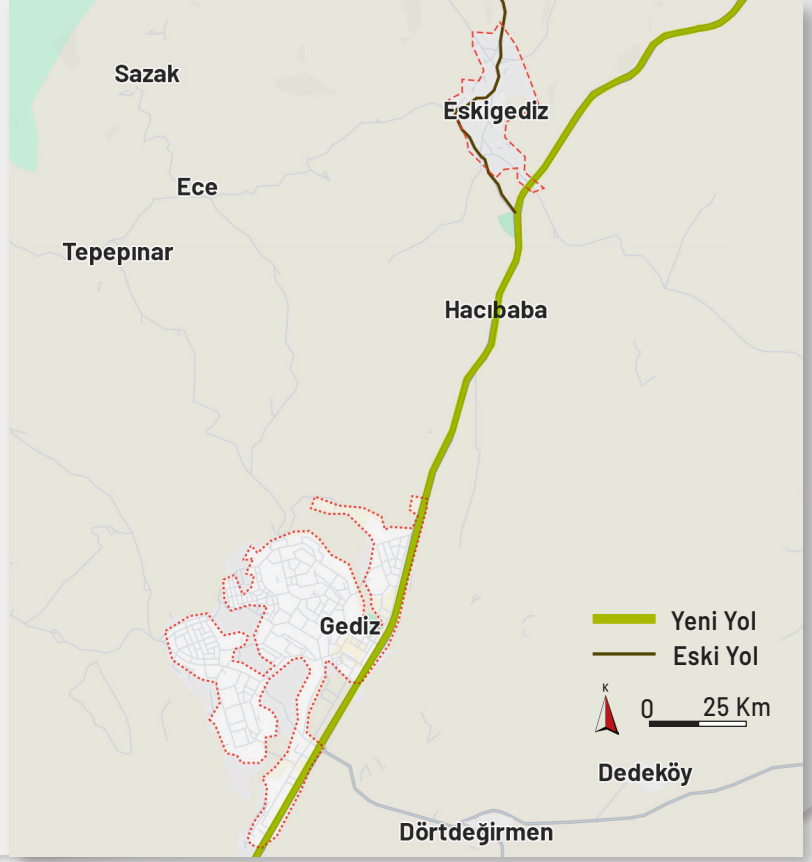 Sazak
Eskigediz
Ece
Tepepınar
Hacıbaba
Gediz
Yeni Yol
Eski Yol
K
0 25 Km
Dedeköy
Dörtdeğirmen